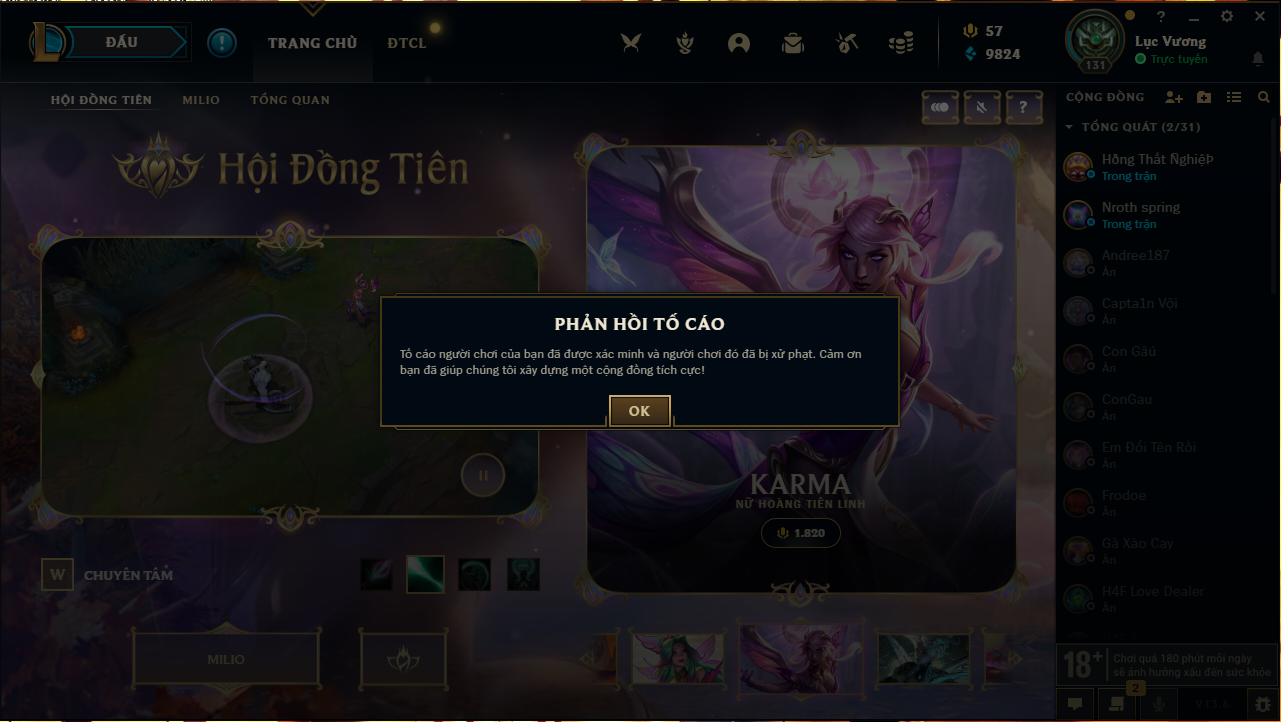 ĐẤU
TRANG CHỦ
ĐTCL
57
9824
?
131
Lục Vương
Trực tuyến
HỘI ĐỒNG TIÊN
MILIO
TỔNG QUAN
?
Hội Đồng Tiên
PHẢN HỒI TỐ CÁO
Tố cáo người chơi của bạn đã được xác minh và người chơi đó đã bị xử phạt. Cảm ơn
bạn đã giúp chúng tôi xây dựng một cộng đồng tích cực!
OK
KARMA
NỮ HOÀNG TIÊN LINH
1.820
W
CHUYÊN TÂM
MILIO
CỘNG ĐỒNG
TỔNG QUÁT (2/31)
Hồng Thất Ñghiệp
Trong trận
Nroth spring
Trong trận
Andree187
Ẩn
Capta1n Vôi
Ẩn
Con Gấu
Ẩn
ConGau
Ẩn
Em Đổi Tên Rồi
Ẩn
Frodoe
Ẩn
Gà Xào Cay
Ẩn
H4F Love Dealer
Ẩn
18+
Chơi quá 180 phút mỗi ngày
sẽ ảnh hưởng xấu đến sức khỏe
2
V13.6